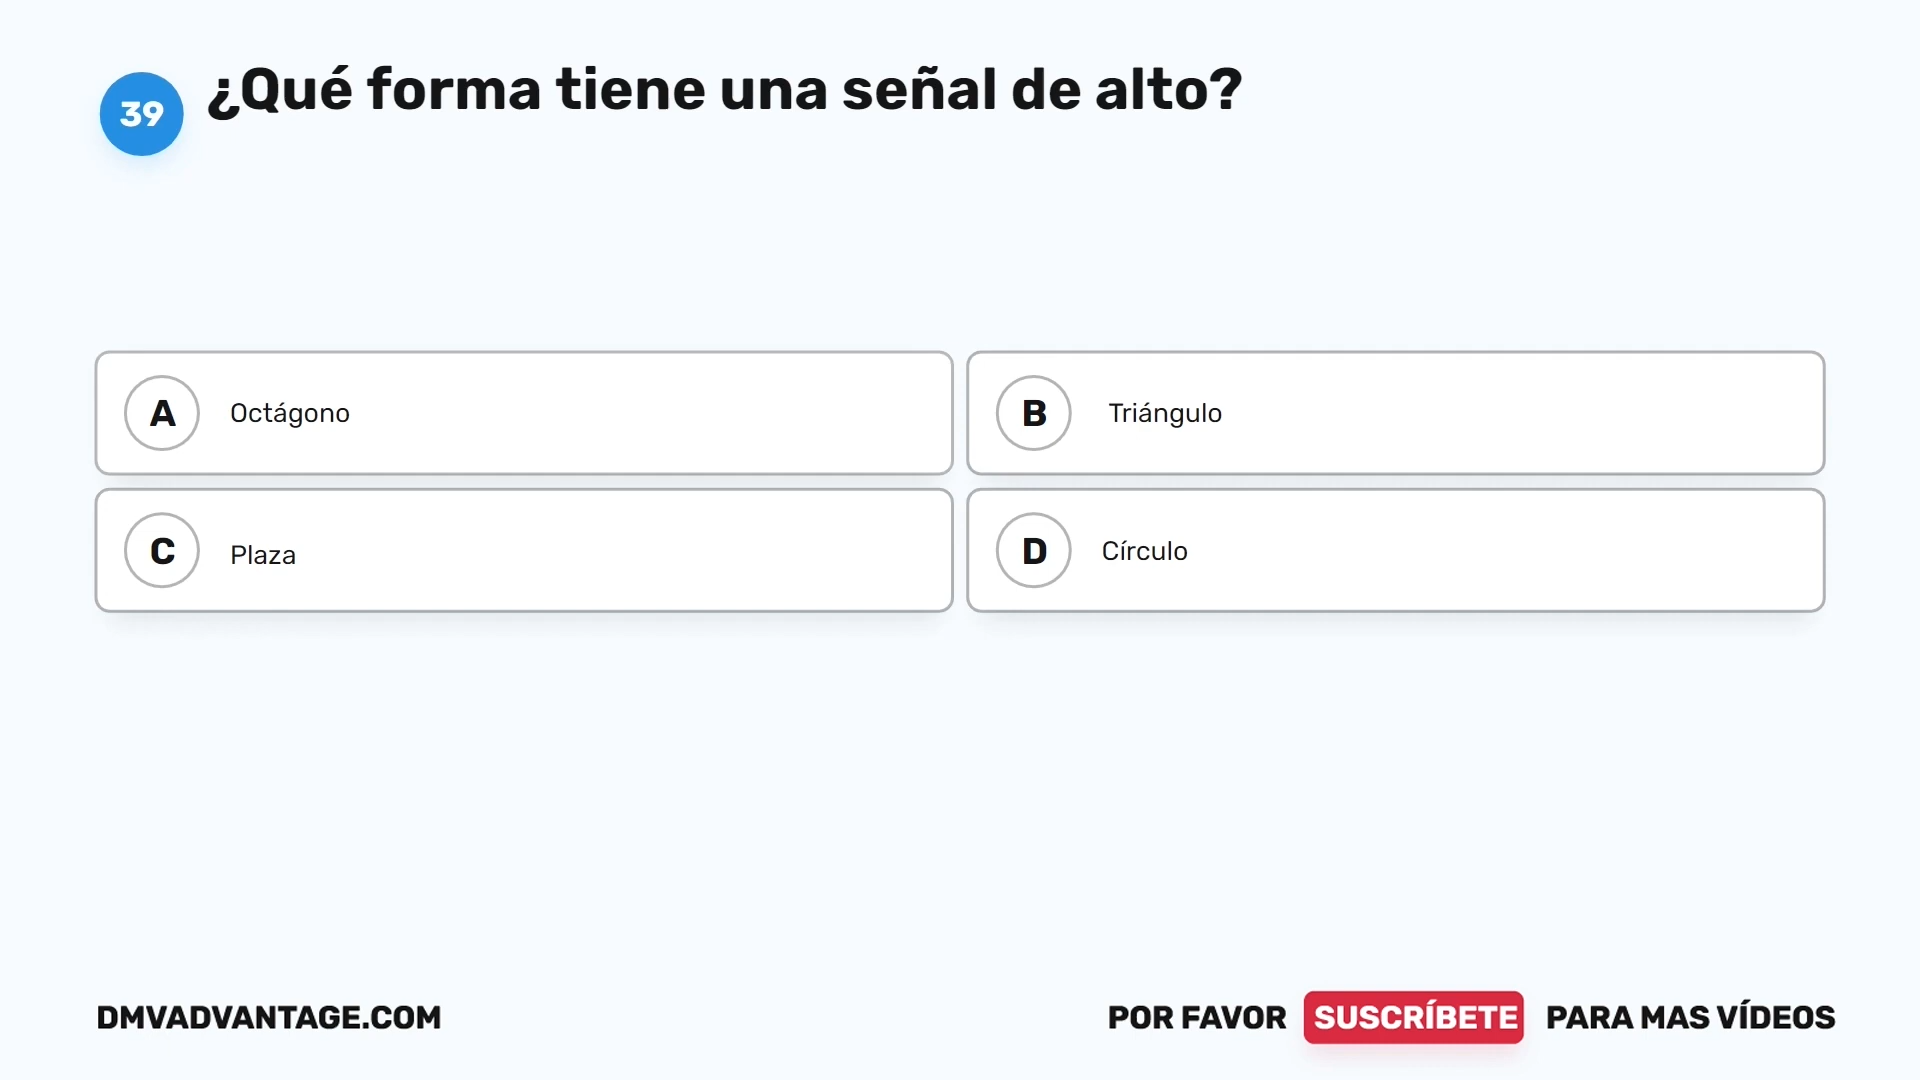 39
¿Qué forma tiene una señal de alto?
A Octágono
B Triángulo
C Plaza
D Círculo
DMVADVANTAGE.COM
POR FAVOR SUSCRÍBETE PARA MAS VÍDEOS